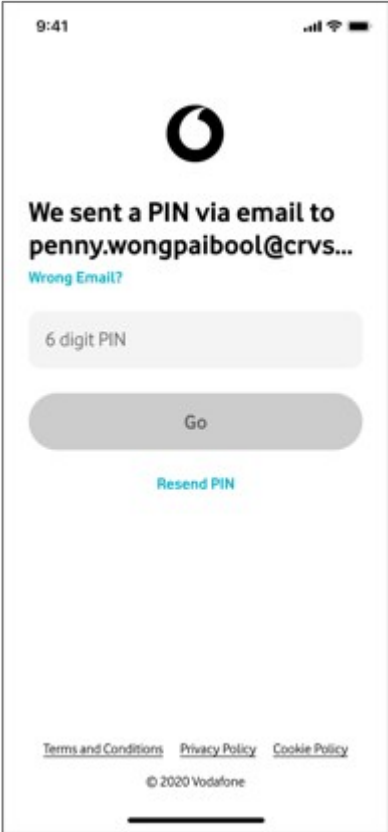 9:41
We sent a PIN via email to
penny.wongpaibool@crvs...
Wrong Email?
6 digit PIN
Go
Resend PIN
Terms and Conditions Privacy Policy Cookie Policy
© 2020 Vodafone